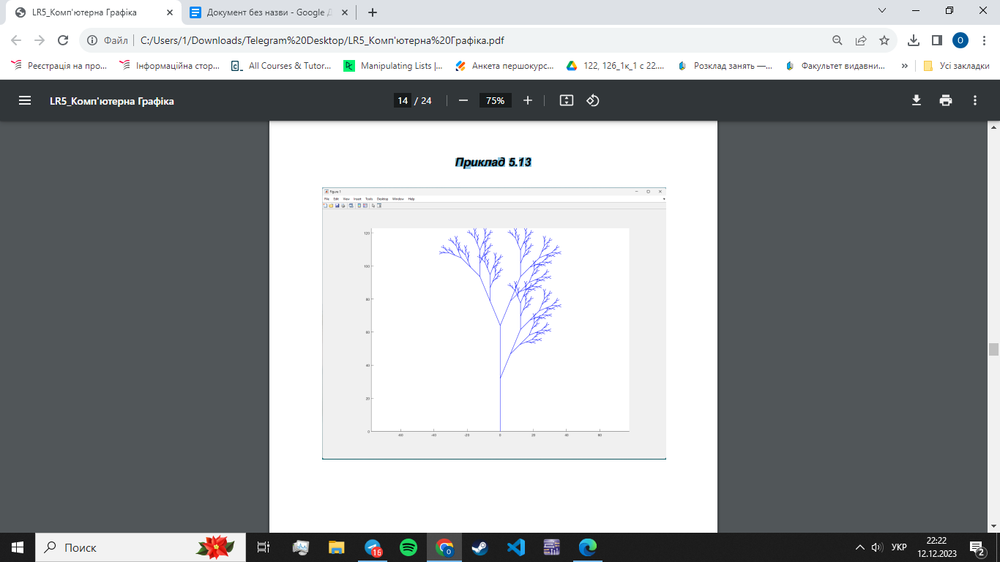 LR5_Комп'ютерна Графіка
Документ без назви - Google Д
Файл
C:/Users/1/Downloads/Telegram%20Desktop/LR5_Комп'ютерна%20Графіка.pdf
О
Реєстрація на про...
Інформаційна стор...
All Courses & Tutor...
Manipulating Lists |...
Анкета першокурс...
122, 126_1к_1 с 22....
Розклад занять —...
Факультет видавни...
»
Усі закладки
LR5_Комп'ютерна Графіка
14 / 24
75%
Приклад 5.13
Figure 1
File Edit View Insert Tools Desktop Window Help
120
100
80
60
40
20
0
-60 -40 -20 0 20 40 60
Поиск
16
УКР
22:22
12.12.2023
2